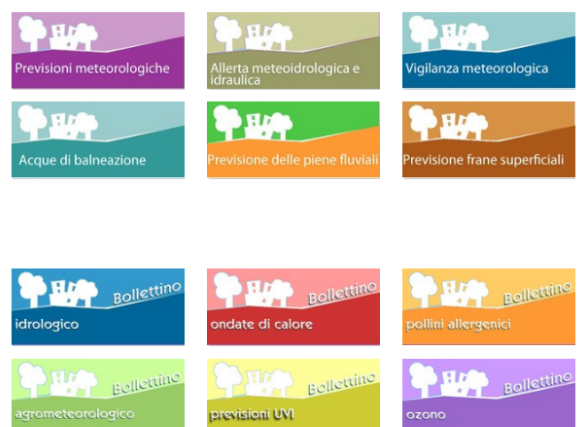 Previsioni meteorologiche
Allerta meteoidrologica e
idraulica
Vigilanza meteorologica
Acque di balneazione
Previsione delle piene fluviali
Previsione frane superficiali
Bollettino
idrologico
Bollettino
ondate di calore
Bollettino
pollini allergenici
Bollettino
agrometeorologico
Bollettino
previsioni UVI
Bollettino
ozono